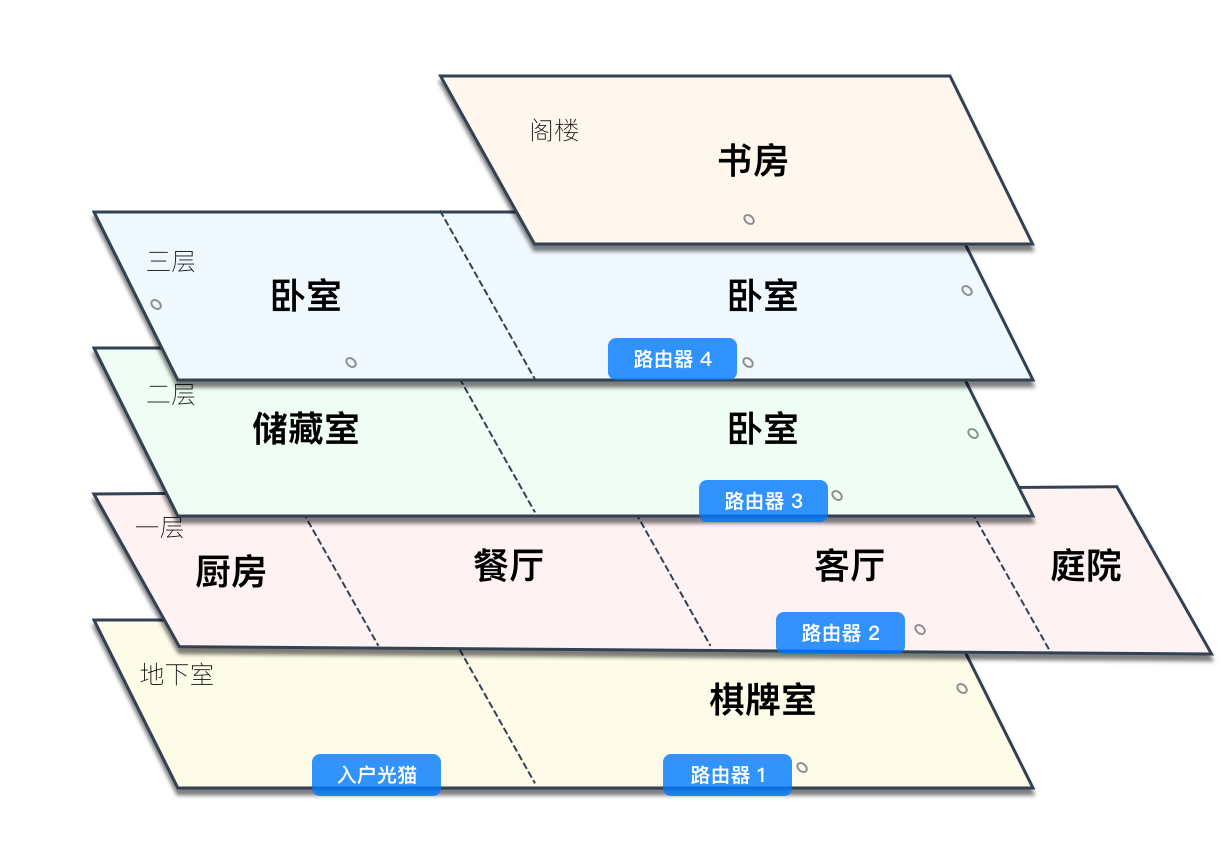 阁楼
书房
三层
卧室
卧室
路由器 4
二层
储藏室
卧室
路由器 3
一层
厨房
餐厅
客厅
庭院
路由器 2
地下室
棋牌室
入户光猫
路由器 1